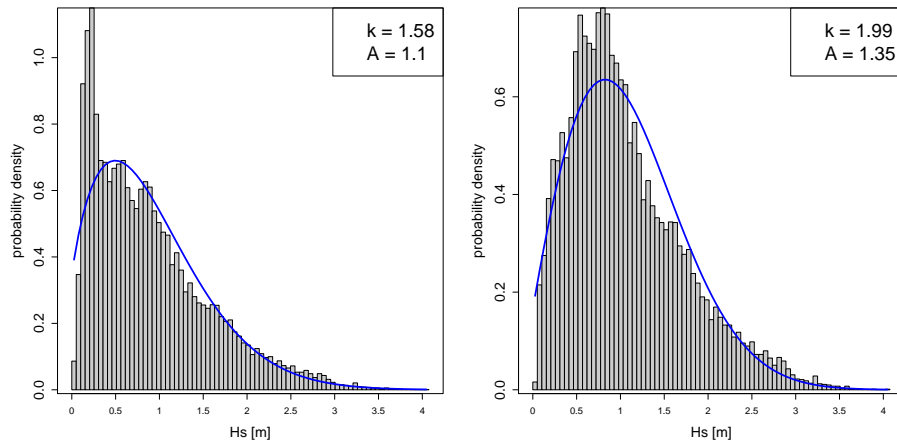 k = 1.58
A = 1.1
probability density
1.0
0.8
0.6
0.4
0.2
0.0
0 0.5 1 1.5 2 2.5 3 3.5 4
Hs [m]
k = 1.99
A = 1.35
probability density
0.6
0.4
0.2
0.0
0 0.5 1 1.5 2 2.5 3 3.5 4
Hs [m]